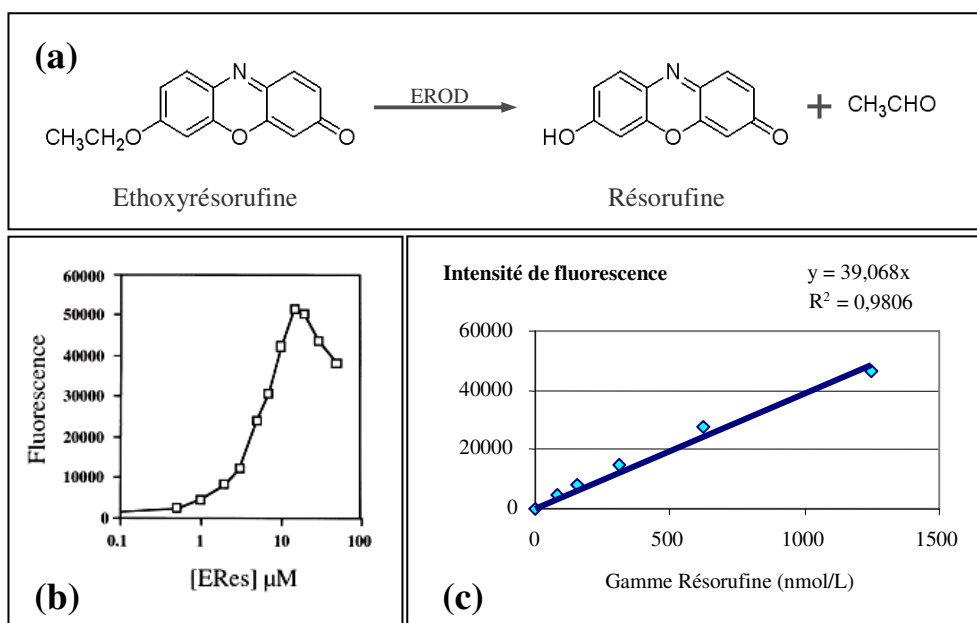 (a)
CH₃CH₂O
N
O
O
EROD
HO
N
O
O
+
CH₃CHO
Ethoxyrésorufine
Résorufine
60000
50000
40000
30000
20000
10000
0
Fluorescence
0.1
1
10
100
[ERes] µM
(b)
Intensité de fluorescence
y = 39,068x
R² = 0,9806
60000
40000
20000
0
0
500
1000
1500
Gamme Résorufine (nmol/L)
(c)